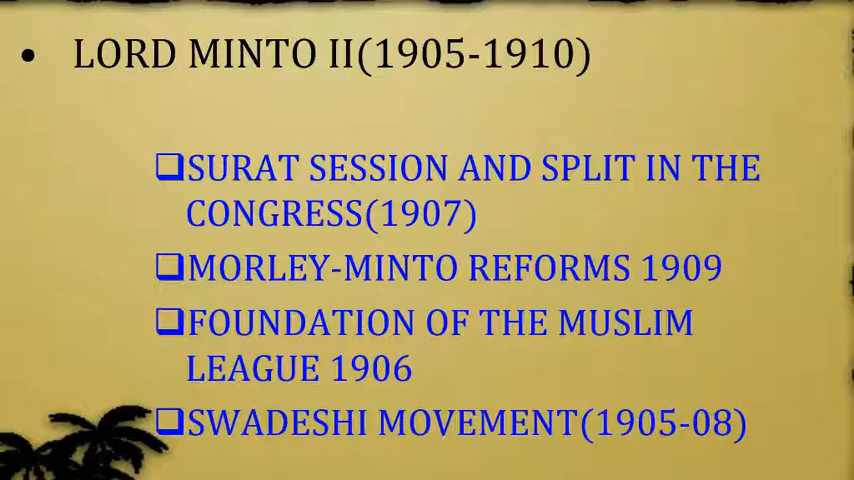 • LORD MINTO II(1905-1910)
❑SURAT SESSION AND SPLIT IN THE
CONGRESS(1907)
❑MORLEY-MINTO REFORMS 1909
❑FOUNDATION OF THE MUSLIM
LEAGUE 1906
❑SWADESHI MOVEMENT(1905-08)